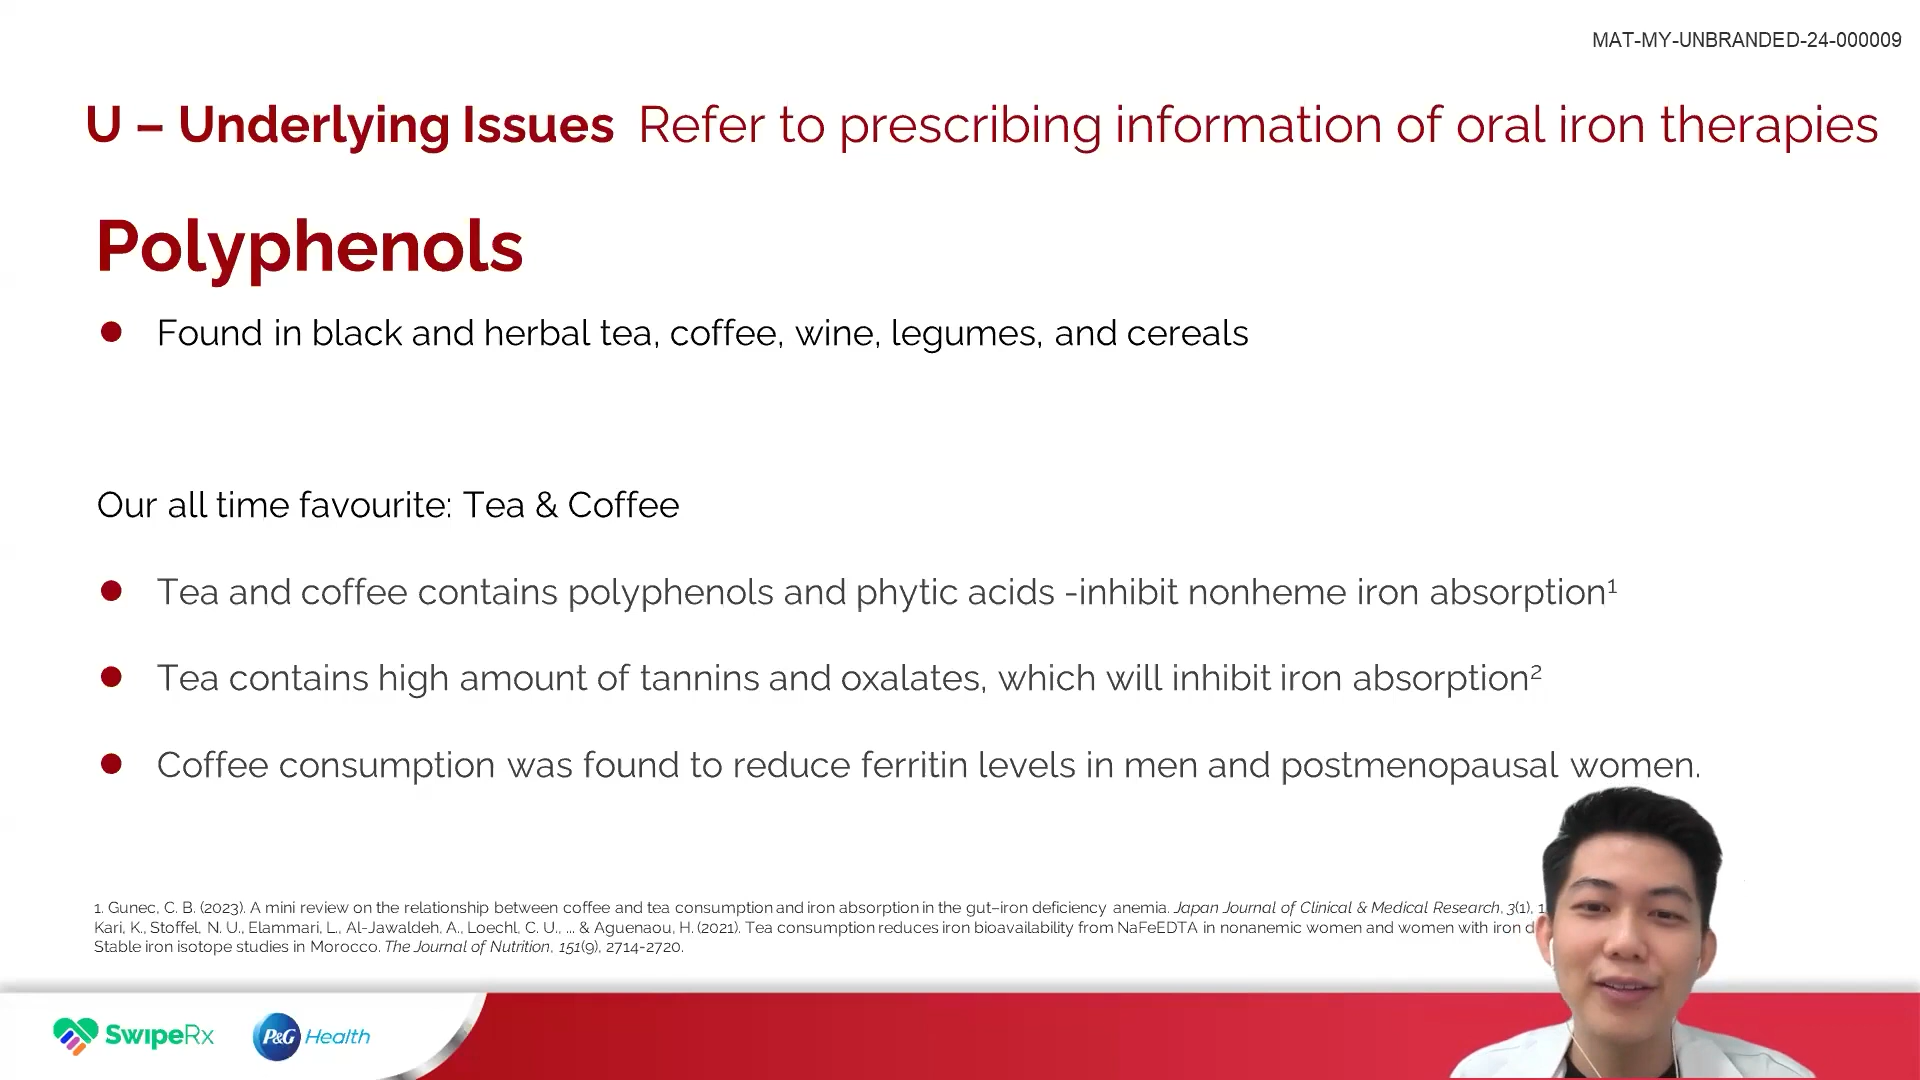 MAT-MY-UNBRANDED-24-000009
U – Underlying Issues Refer to prescribing information of oral iron therapies
Polyphenols
● Found in black and herbal tea, coffee, wine, legumes, and cereals
Our all time favourite: Tea & Coffee
● Tea and coffee contains polyphenols and phytic acids -inhibit nonheme iron absorption¹
● Tea contains high amount of tannins and oxalates, which will inhibit iron absorption²
● Coffee consumption was found to reduce ferritin levels in men and postmenopausal women.
1. Gunec, C. B. (2023). A mini review on the relationship between coffee and tea consumption and iron absorption in the gut–iron deficiency anemia. Japan Journal of Clinical & Medical Research, 3(1),
Kari, K., Stoffel, N. U., Elammari, L., Al-Jawaldeh, A., Loechl, C. U., ... & Aguenaou, H. (2021). Tea consumption reduces iron bioavailability from NaFeEDTA in nonanemic women and women with iron
Stable iron isotope studies in Morocco. The Journal of Nutrition, 151(9), 2714-2720.
SwipeRx P&G Health